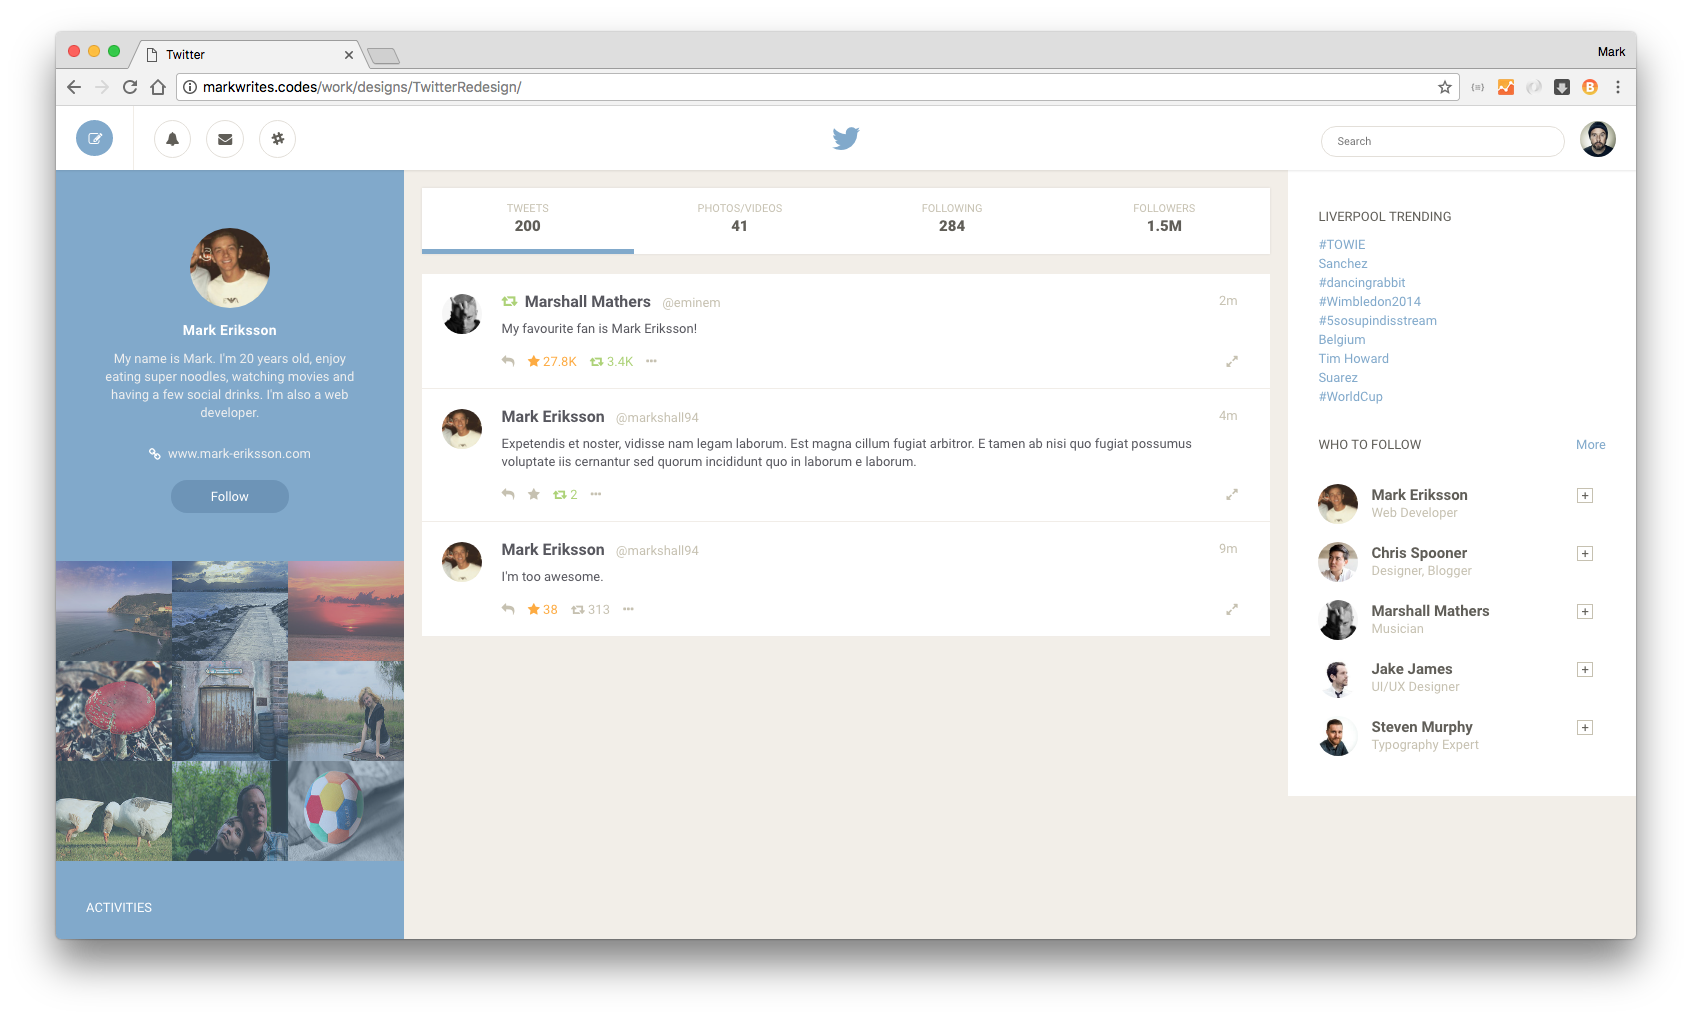 Twitter
Mark
markwrites.codes/work/designs/TwitterRedesign/
Search
Mark Eriksson
My name is Mark. I'm 20 years old, enjoy
eating super noodles, watching movies and
having a few social drinks. I'm also a web
developer.
www.mark-eriksson.com
Follow
ACTIVITIES
TWEETS
200
PHOTOS/VIDEOS
41
FOLLOWING
284
FOLLOWERS
1.5M
Marshall Mathers @eminem 2m
My favourite fan is Mark Eriksson!
27.8K 3.4K
Mark Eriksson @markshall94 4m
Expetendis et noster, vidisse nam legam laborum. Est magna cillum fugiat arbitror. E tamen ab nisi quo fugiat possumus
voluptate iis cernantur sed quorum incididunt quo in laborum e laborum.
2
Mark Eriksson @markshall94 9m
I'm too awesome.
38 313
LIVERPOOL TRENDING
#TOWIE
Sanchez
#dancingrabbit
#Wimbledon2014
#5sosupindisstream
Belgium
Tim Howard
Suarez
#WorldCup
WHO TO FOLLOW More
Mark Eriksson
Web Developer
Chris Spooner
Designer, Blogger
Marshall Mathers
Musician
Jake James
UI/UX Designer
Steven Murphy
Typography Expert